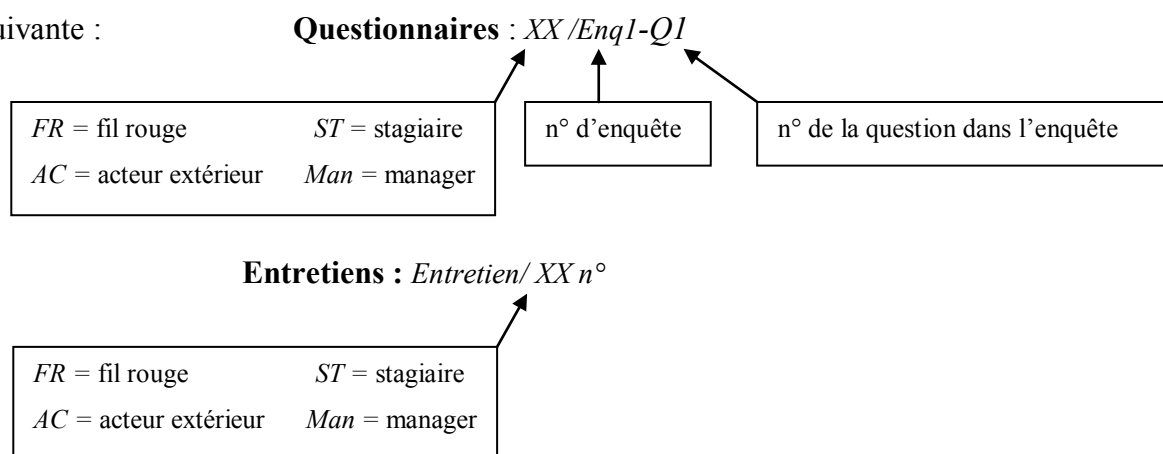 uivante : Questionnaires : XX /Enq1-Q1
FR = fil rouge ST = stagiaire
AC = acteur extérieur Man = manager
n° d'enquête
n° de la question dans l'enquête
Entretiens : Entretien/ XX n°
FR = fil rouge ST = stagiaire
AC = acteur extérieur Man = manager